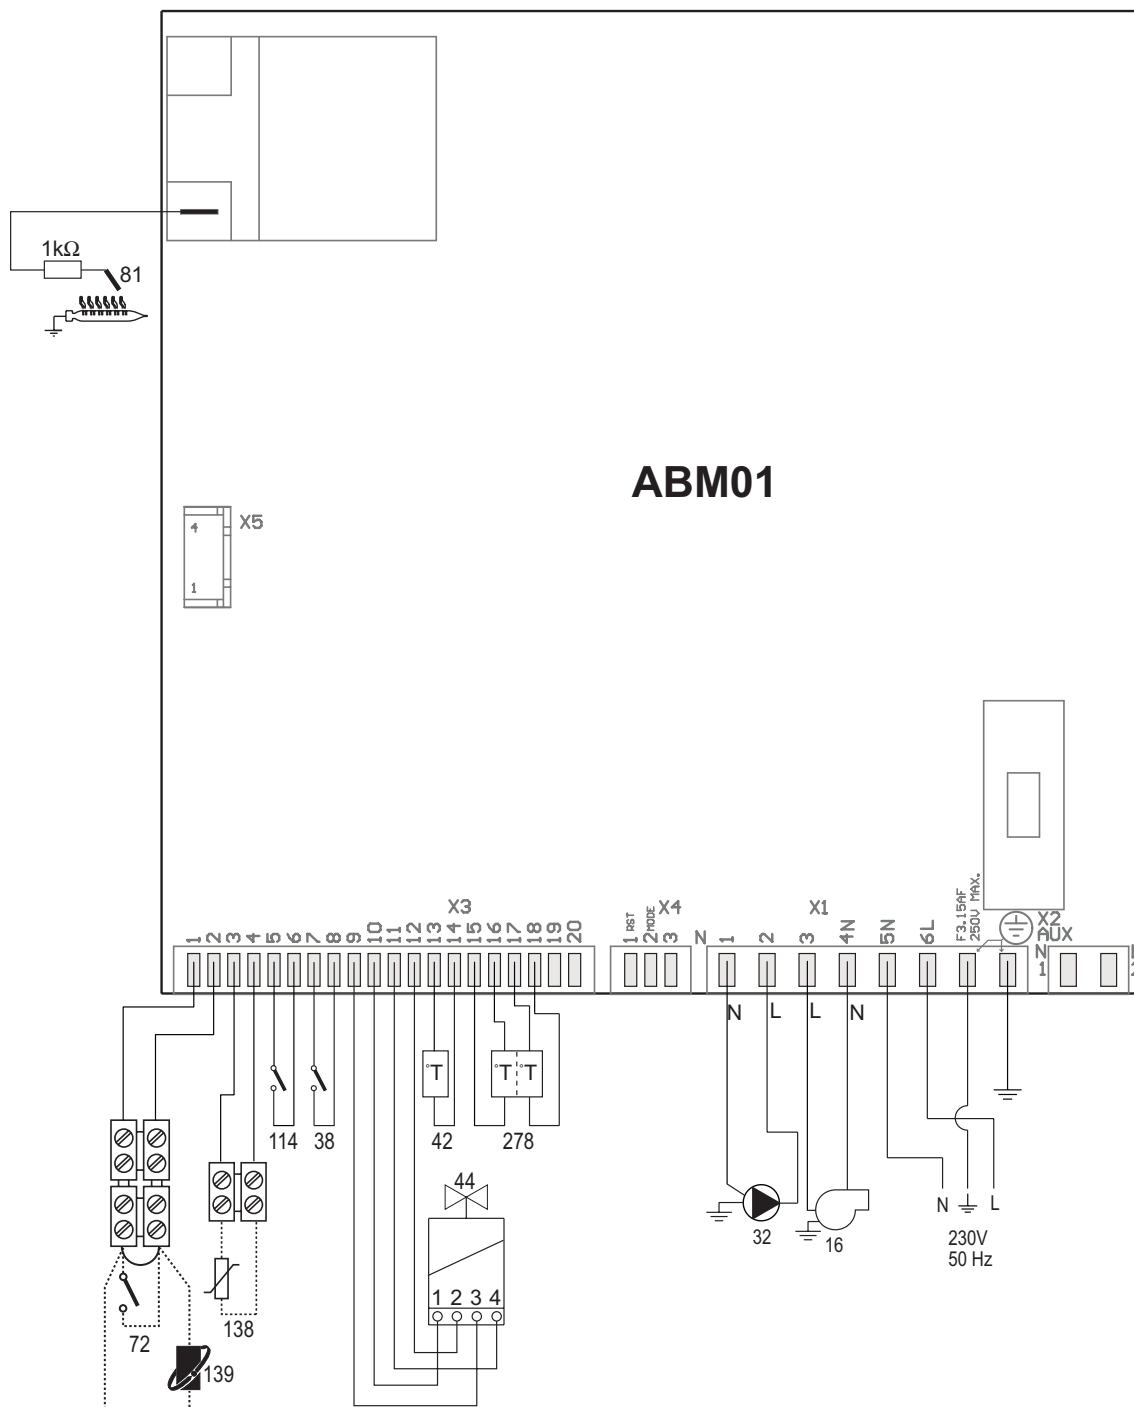 1kΩ
81
ABM01
4
X5
1
F3.15AF
250V MAX.
X3
X4
X1
X2
AUX
1 2 3 4 5 6 7 8 9 10 11 12 13 14 15 16 17 18 19 20
1 RST
2 MODE
3
N
1 2 3 4N 5N 6L
N
1
2
N L L N
°T
°T °T
114 38 42 278
44
N L
32 16
230V
50 Hz
1 2 3 4
72
138
139